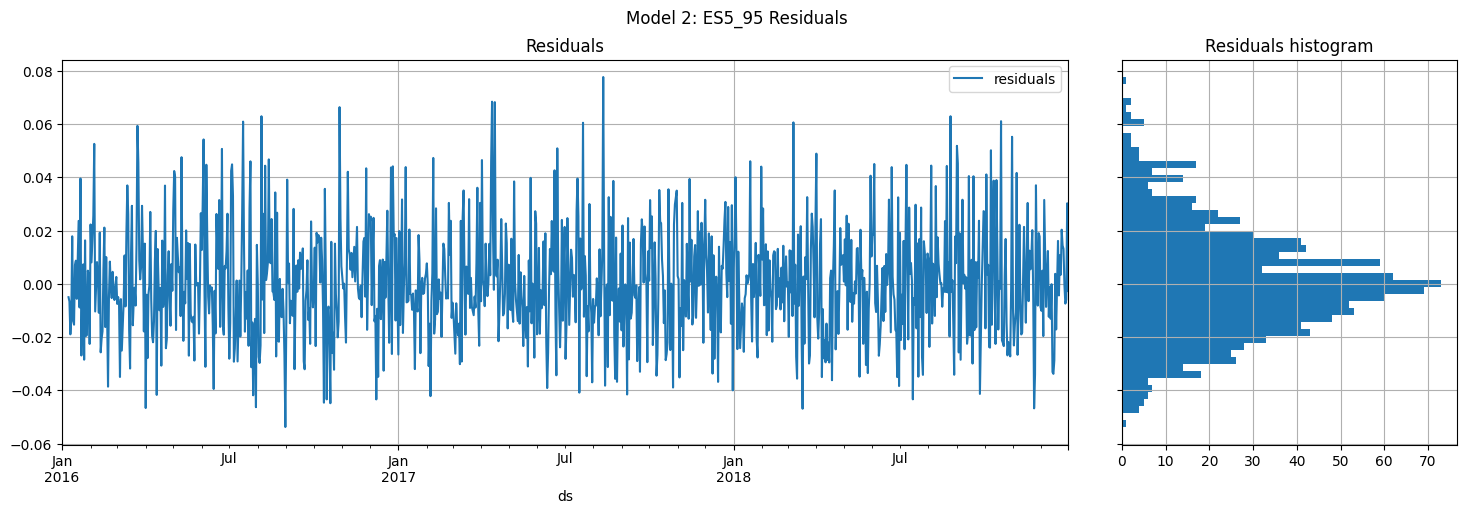 Model 2: ES5_95 Residuals
Residuals
Residuals histogram
residuals
0.08
0.06
0.04
0.02
0.00
−0.02
−0.04
−0.06
Jan
2016
Jul
Jan
2017
Jul
Jan
2018
Jul
ds
0 10 20 30 40 50 60 70